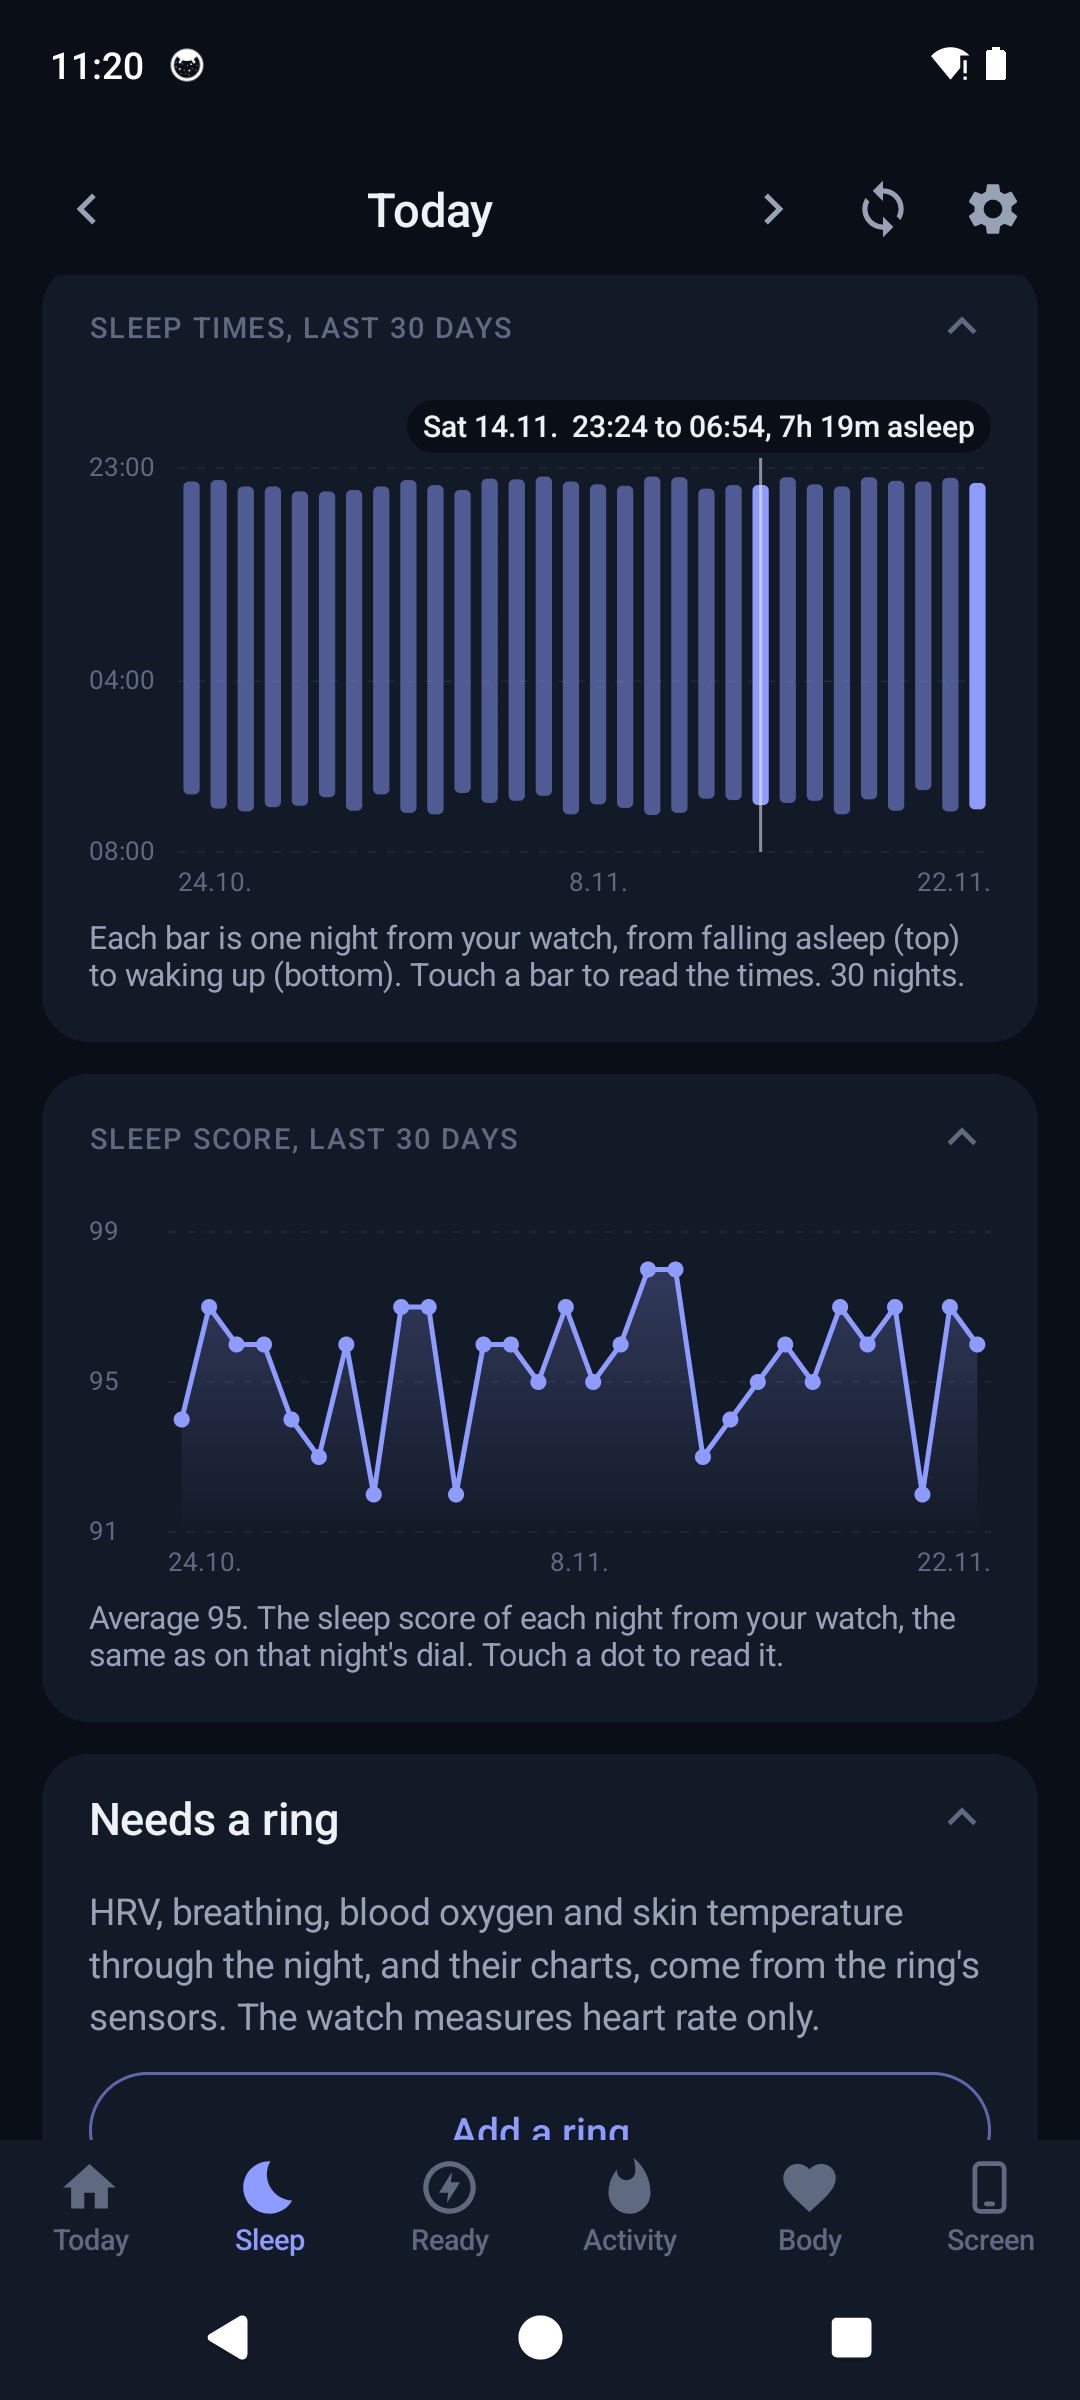 11:20
Today
SLEEP TIMES, LAST 30 DAYS
Sat 14.11.  23:24 to 06:54, 7h 19m asleep
23:00
04:00
08:00
24.10.
8.11.
22.11.
Each bar is one night from your watch, from falling asleep (top)
to waking up (bottom). Touch a bar to read the times. 30 nights.
SLEEP SCORE, LAST 30 DAYS
99
95
91
24.10.
8.11.
22.11.
Average 95. The sleep score of each night from your watch, the
same as on that night's dial. Touch a dot to read it.
Needs a ring
HRV, breathing, blood oxygen and skin temperature
through the night, and their charts, come from the ring's
sensors. The watch measures heart rate only.
Add a ring
Today
Sleep
Ready
Activity
Body
Screen